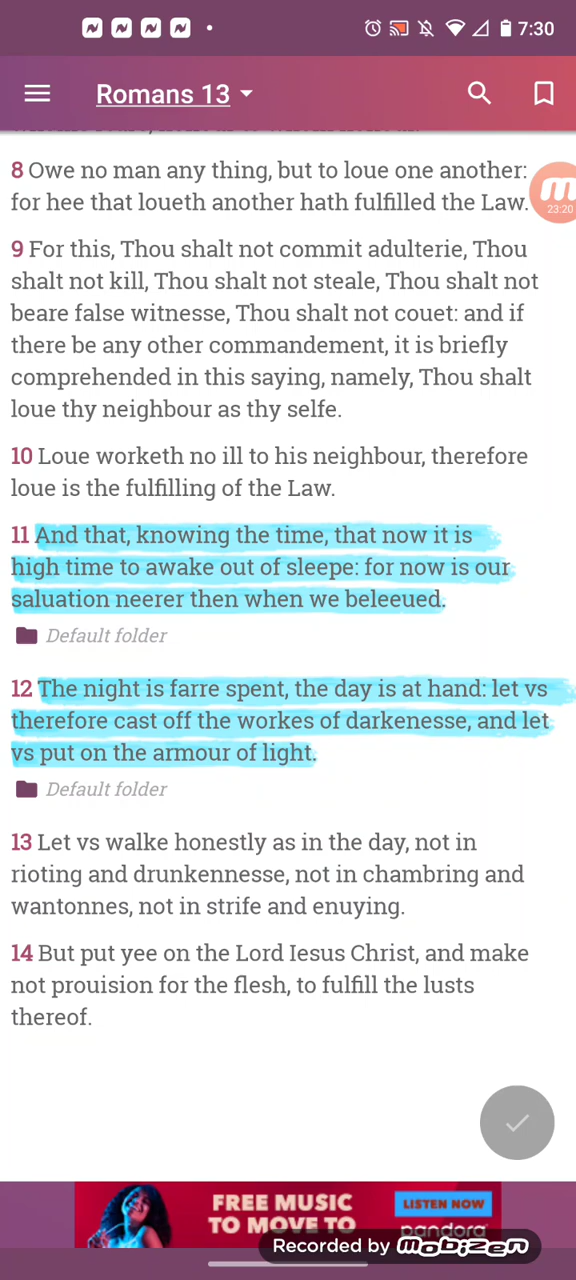 7:30
Romans 13
8 Owe no man any thing, but to loue one another:
for hee that loueth another hath fulfilled the Law.
23:20
9 For this, Thou shalt not commit adulterie, Thou
shalt not kill, Thou shalt not steale, Thou shalt not
beare false witnesse, Thou shalt not couet: and if
there be any other commandement, it is briefly
comprehended in this saying, namely, Thou shalt
loue thy neighbour as thy selfe.
10 Loue worketh no ill to his neighbour, therefore
loue is the fulfilling of the Law.
11 And that, knowing the time, that now it is
high time to awake out of sleepe: for now is our
saluation neerer then when we beleeued.
Default folder
12 The night is farre spent, the day is at hand: let vs
therefore cast off the workes of darkenesse, and let
vs put on the armour of light.
Default folder
13 Let vs walke honestly as in the day, not in
rioting and drunkennesse, not in chambring and
wantonnes, not in strife and enuying.
14 But put yee on the Lord Iesus Christ, and make
not prouision for the flesh, to fulfill the lusts
thereof.
FREE MUSIC
TO MOVE TO
LISTEN NOW
pandora
Recorded by mobizen